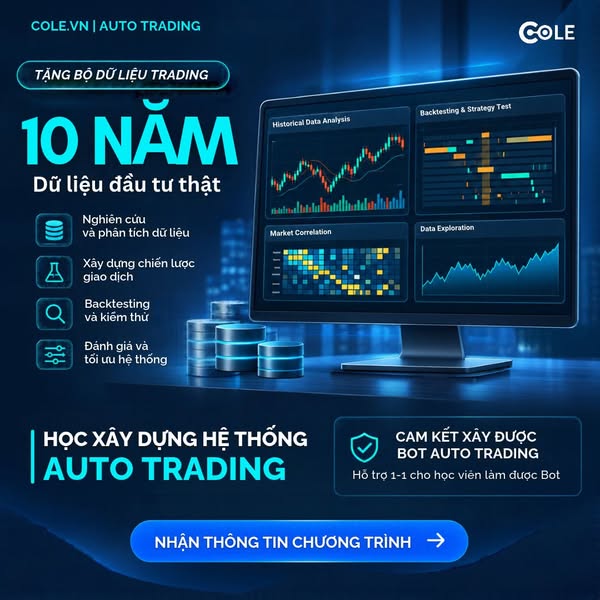 COLE.VN | AUTO TRADING
COLE
TẶNG BỘ DỮ LIỆU TRADING
10 NĂM
Dữ liệu đầu tư thật
Nghiên cứu
và phân tích dữ liệu
Xây dựng chiến lược
giao dịch
Backtesting
và kiểm thử
Đánh giá và
tối ưu hệ thống
Historical Data Analysis
Backtesting & Strategy Test
Market Correlation
Data Exploration
HỌC XÂY DỰNG HỆ THỐNG
AUTO TRADING
CAM KẾT XÂY ĐƯỢC
BOT AUTO TRADING
Hỗ trợ 1-1 cho học viên làm được Bot
NHẬN THÔNG TIN CHƯƠNG TRÌNH